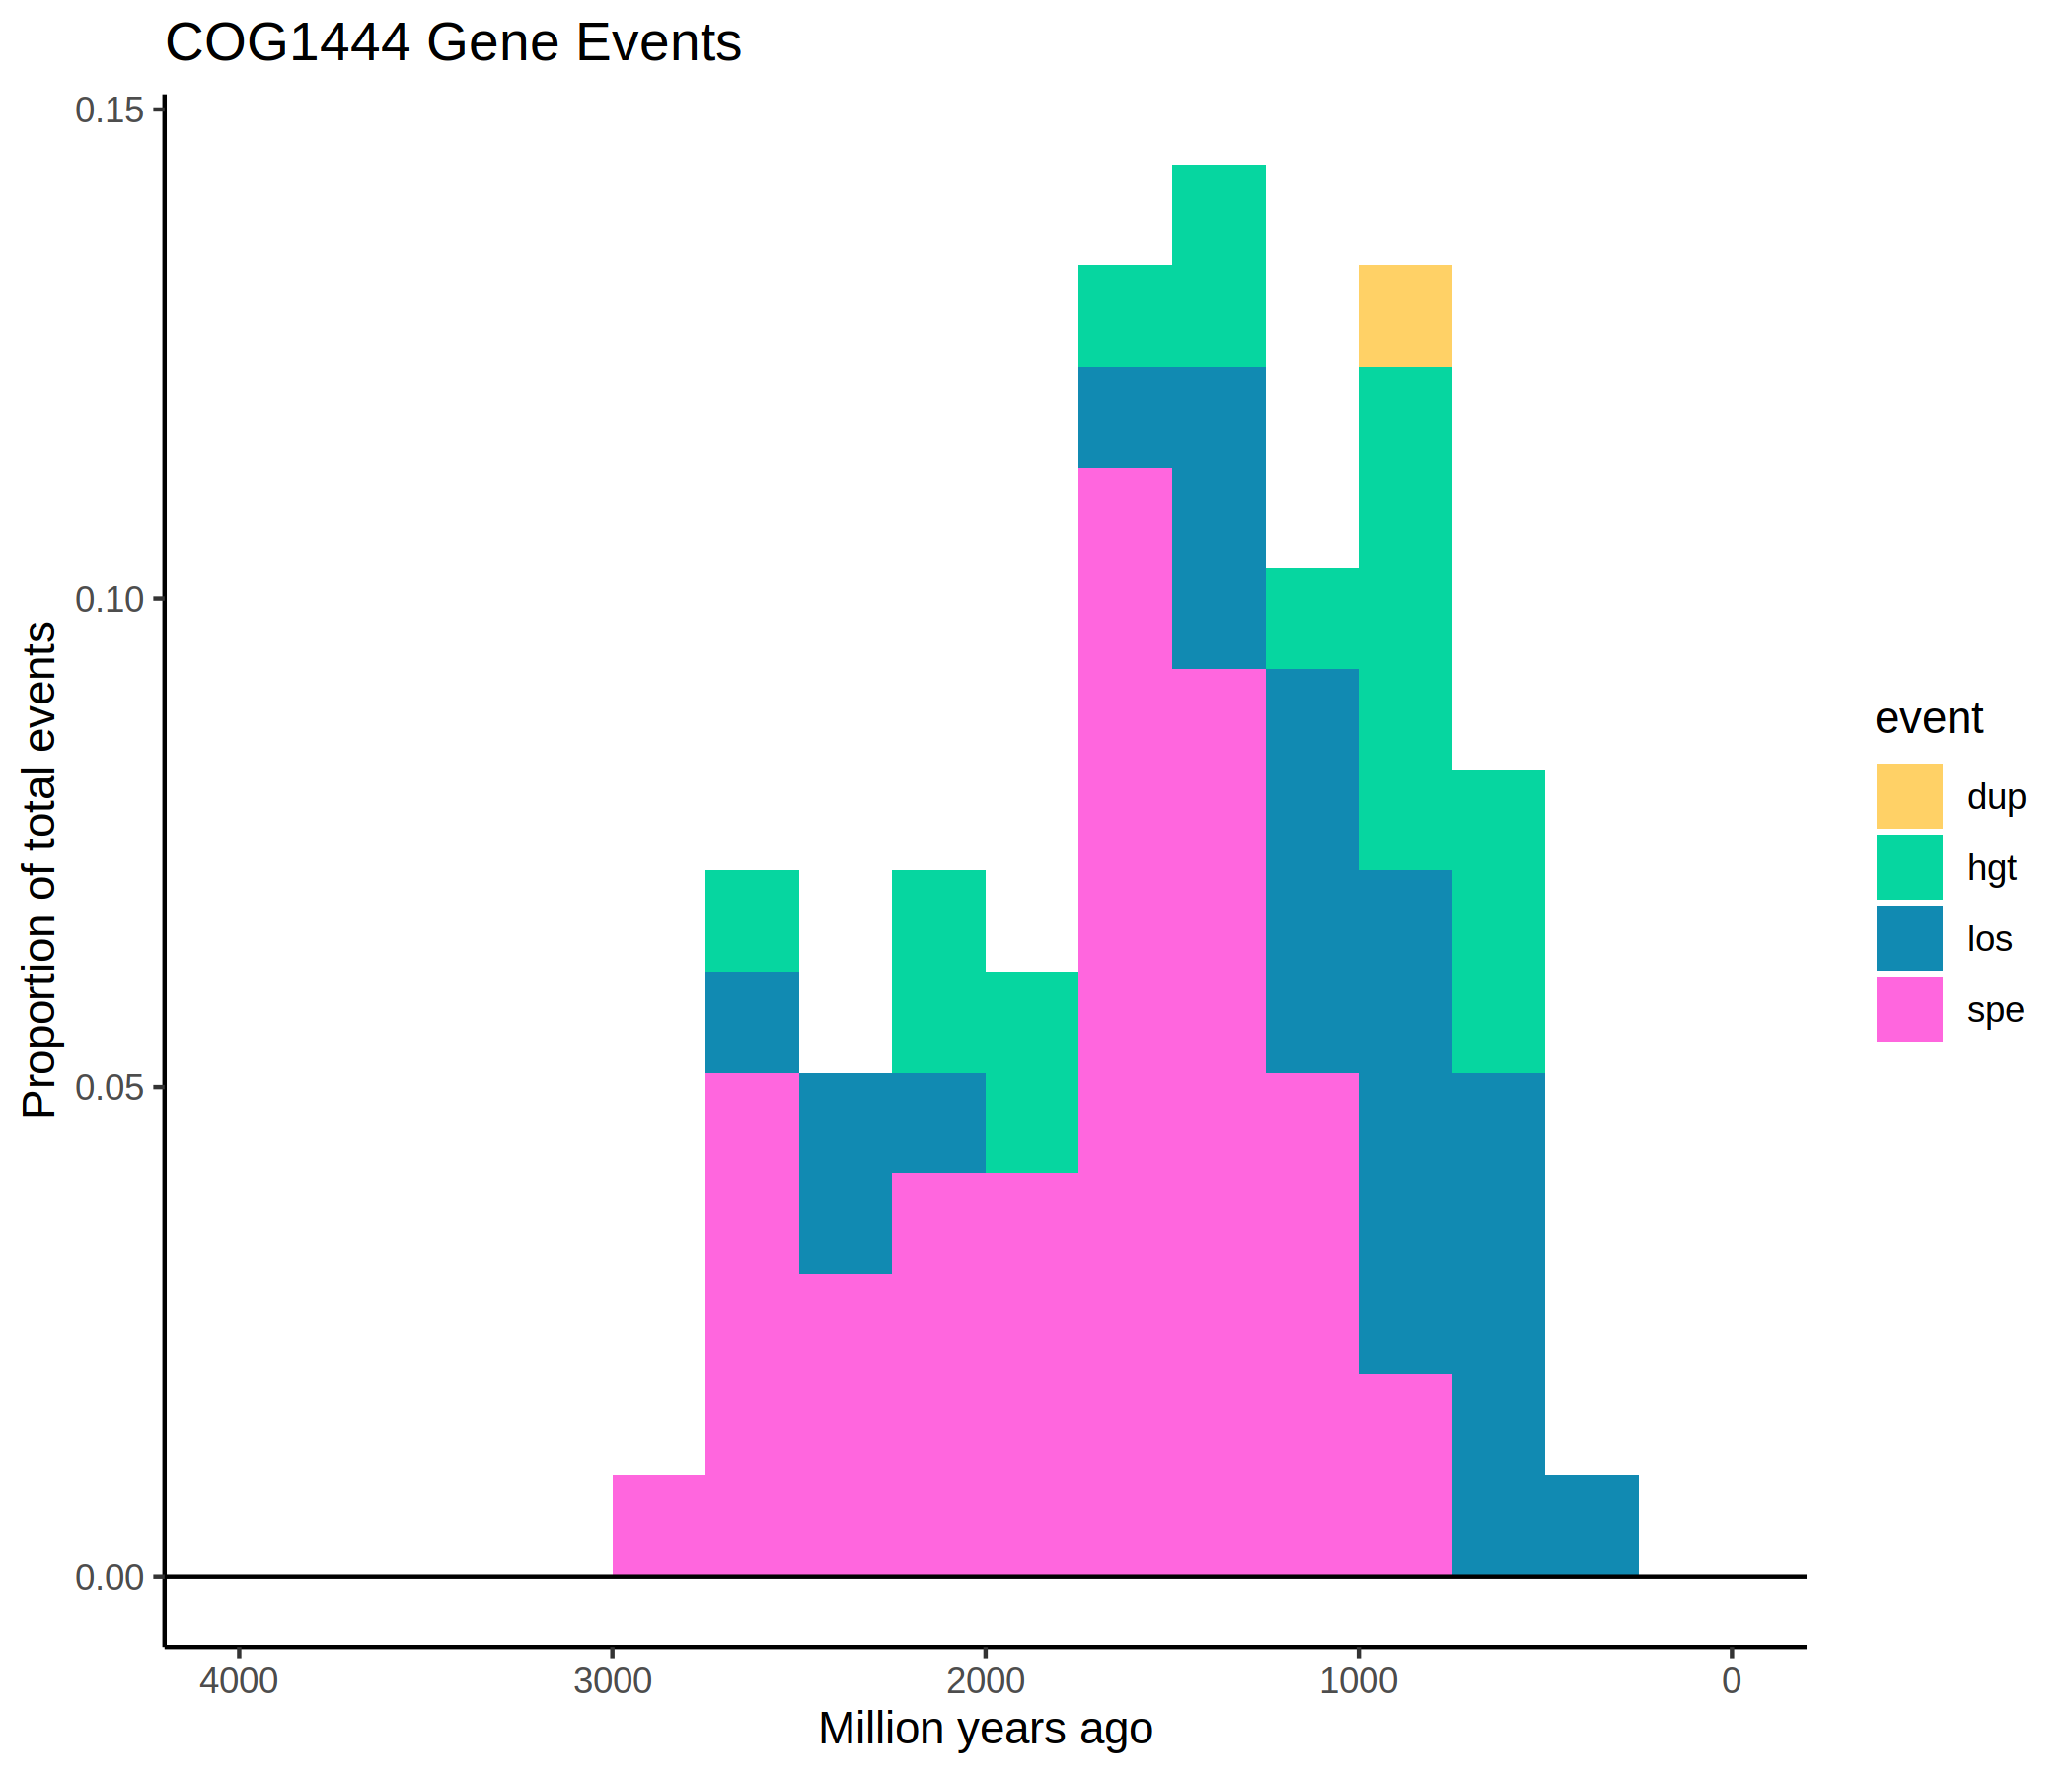 COG1444 Gene Events
0.15
0.10
0.05
0.00
Proportion of total events
4000 3000 2000 1000 0
Million years ago
event
dup
hgt
los
spe